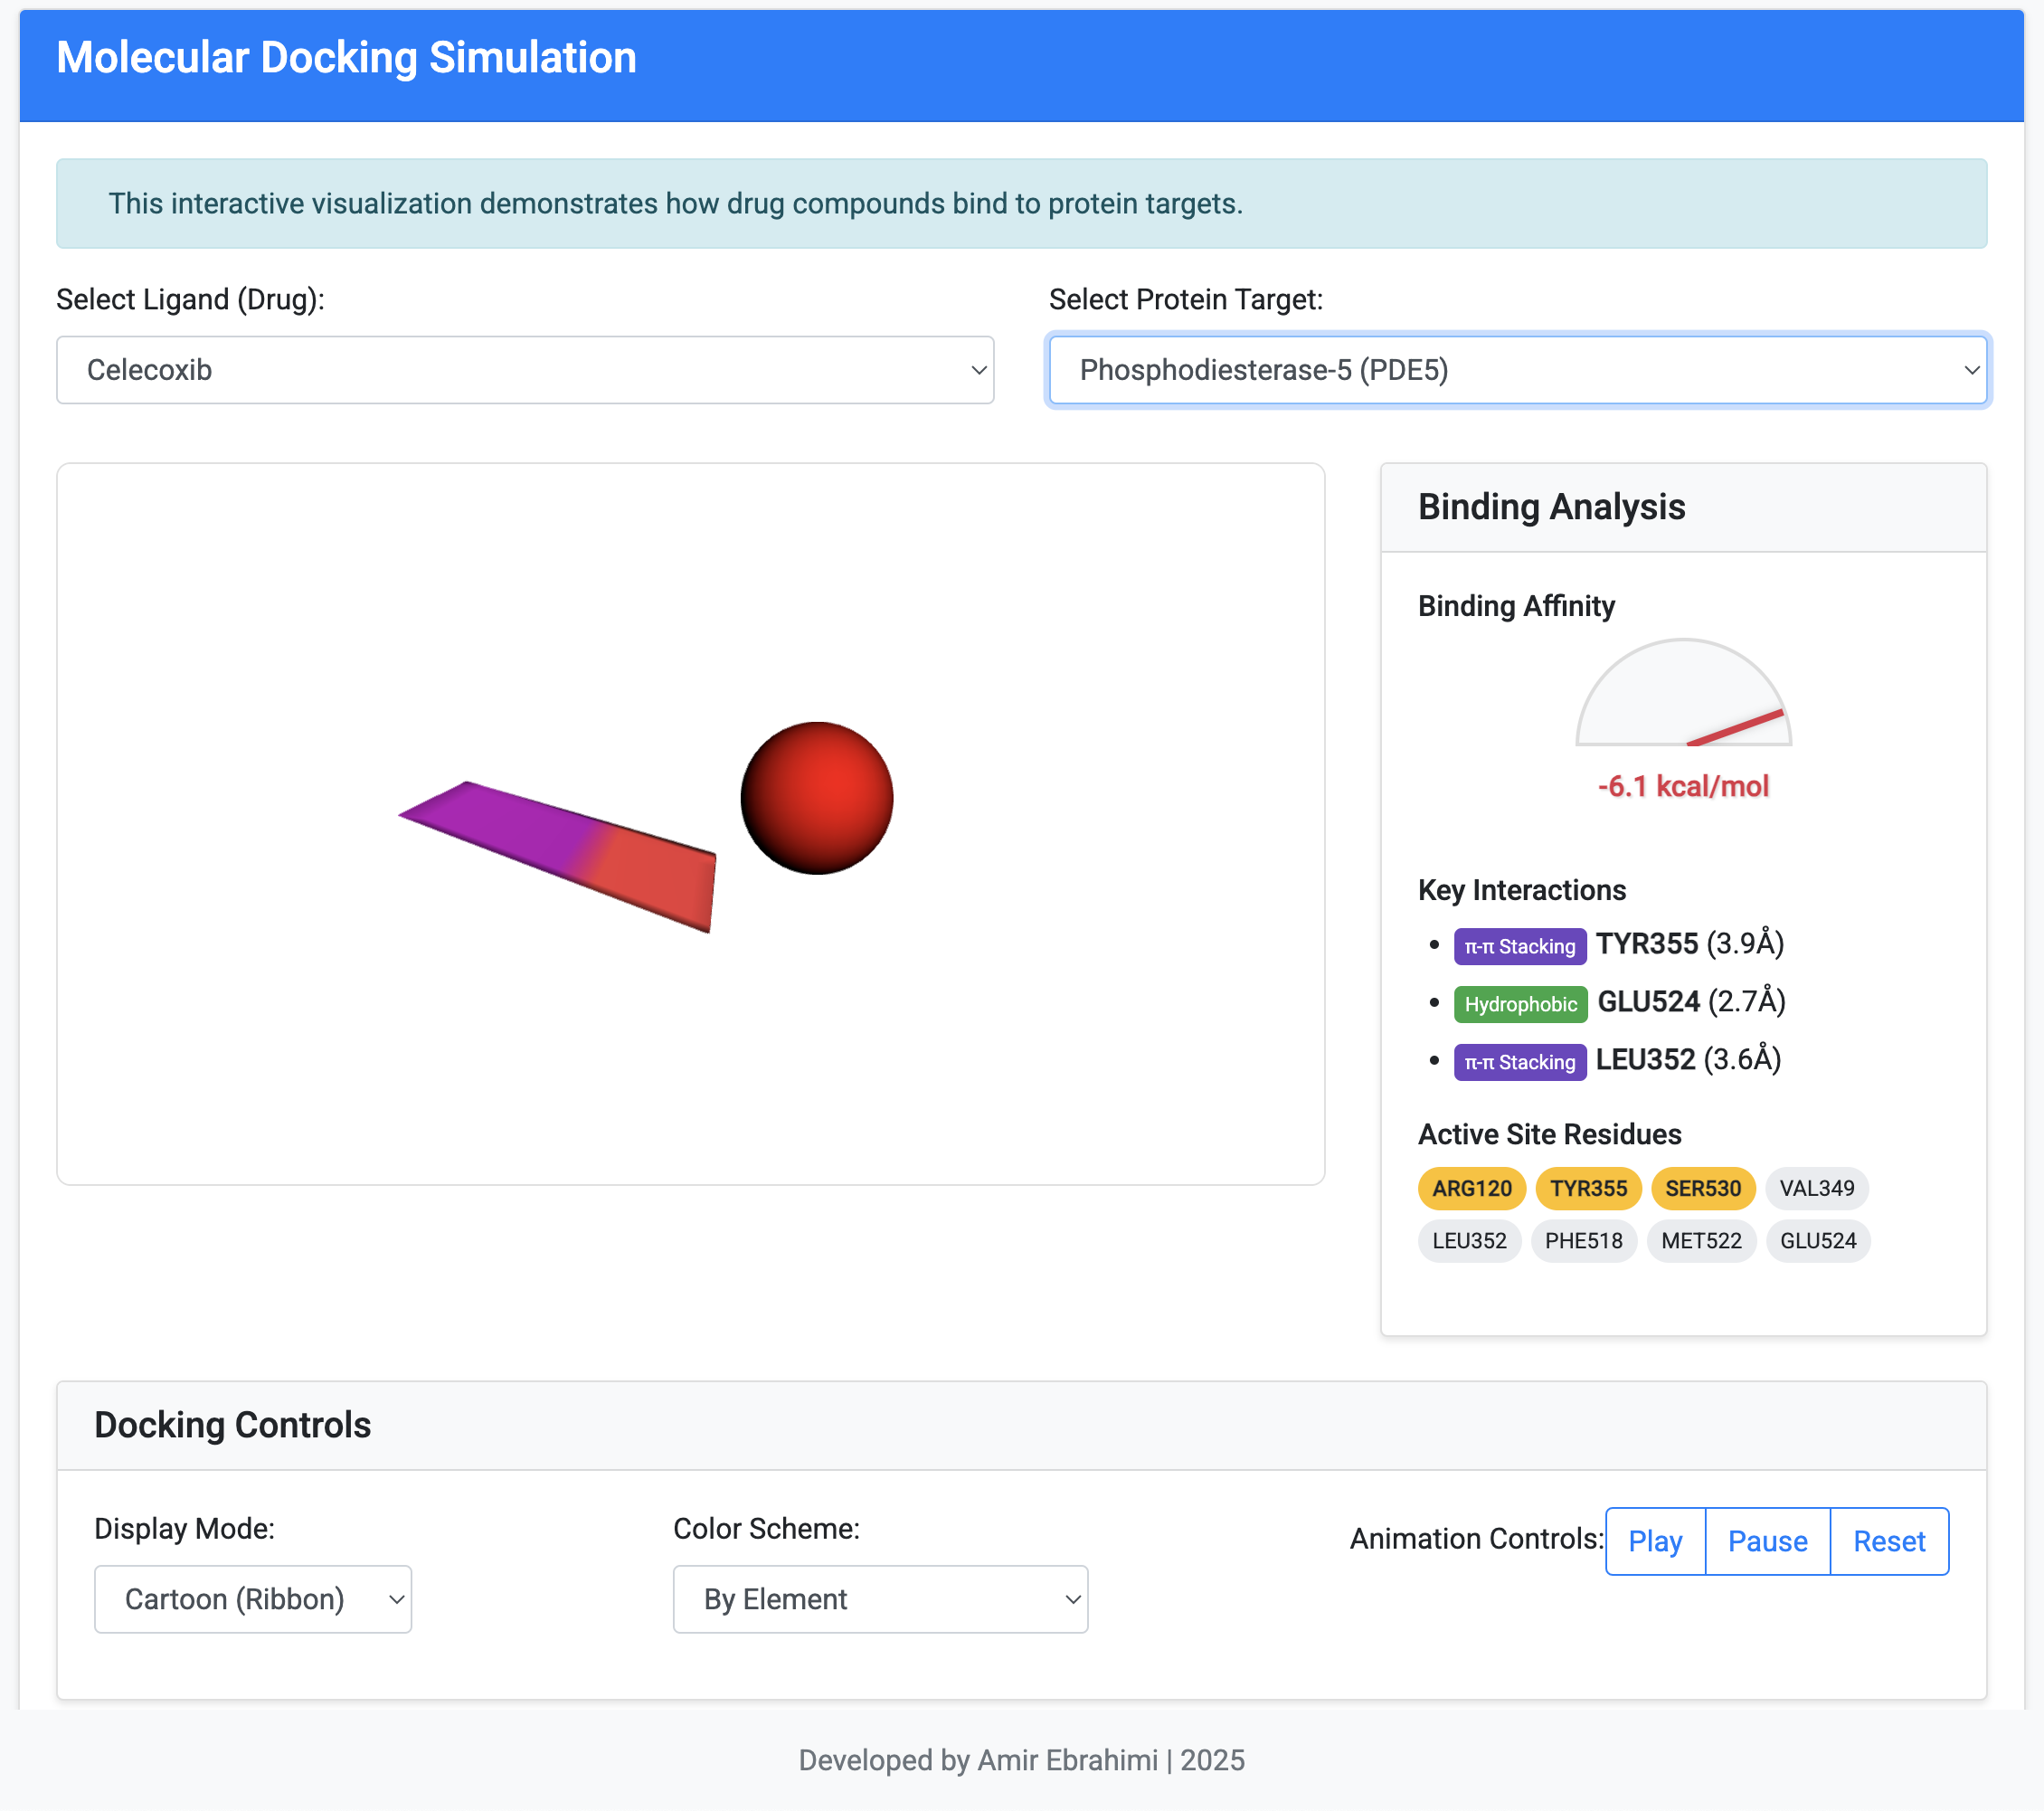 Molecular Docking Simulation
This interactive visualization demonstrates how drug compounds bind to protein targets.
Select Ligand (Drug):
Celecoxib
Select Protein Target:
Phosphodiesterase-5 (PDE5)
Binding Analysis
Binding Affinity
-6.1 kcal/mol
Key Interactions
• π-π Stacking TYR355 (3.9Å)
• Hydrophobic GLU524 (2.7Å)
• π-π Stacking LEU352 (3.6Å)
Active Site Residues
ARG120 TYR355 SER530 VAL349
LEU352 PHE518 MET522 GLU524
Docking Controls
Display Mode:
Cartoon (Ribbon)
Color Scheme:
By Element
Animation Controls: Play Pause Reset
Developed by Amir Ebrahimi | 2025